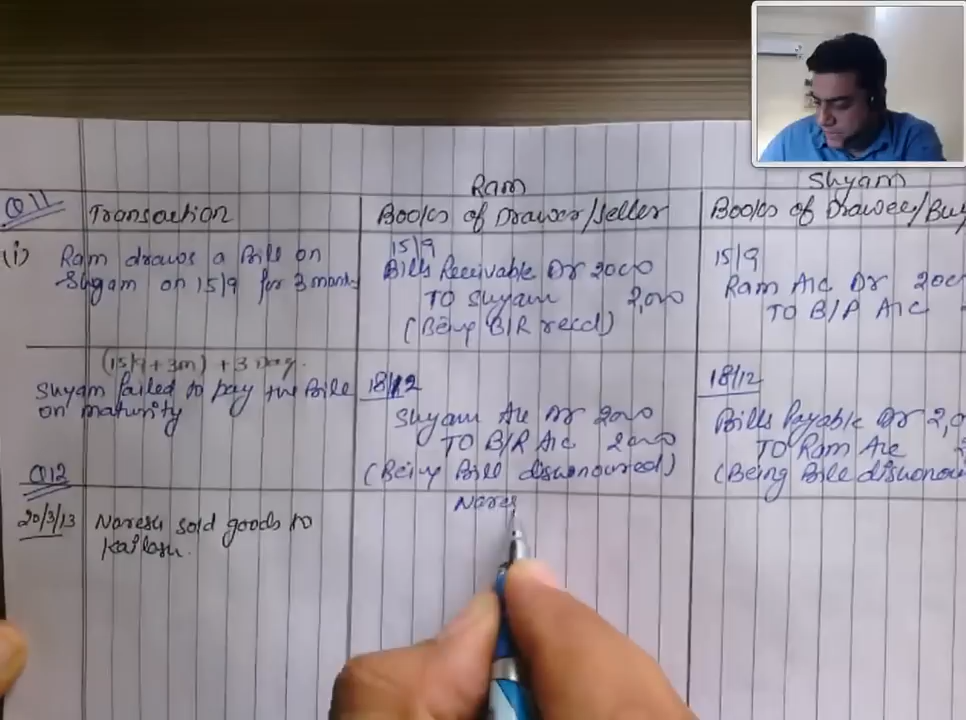 Ram
Shyam
Q11
Transaction
Books of Drawer/Seller
Books of Drawee/Buy
(i) Ram draws a Bill on
Shyam on 15/9 for 3 months
15/9
Bills Receivable Dr 2000
TO Shyam 2,000
(Being B/R recd)
15/9
Ram A/c Dr 200
TO B/P A/c
(15/9 + 3m) + 3 Day.
Shyam failed to pay the Bill
on maturity
18/12
Shyam A/c Dr 2000
TO B/R A/c 2000
(Being Bill dishonoured)
18/12
Bills Payable Dr 2,0
TO Ram A/c
(Being Bill dishonou
Q12
20/3/13
Naresh sold goods to
Kailash.
Nares